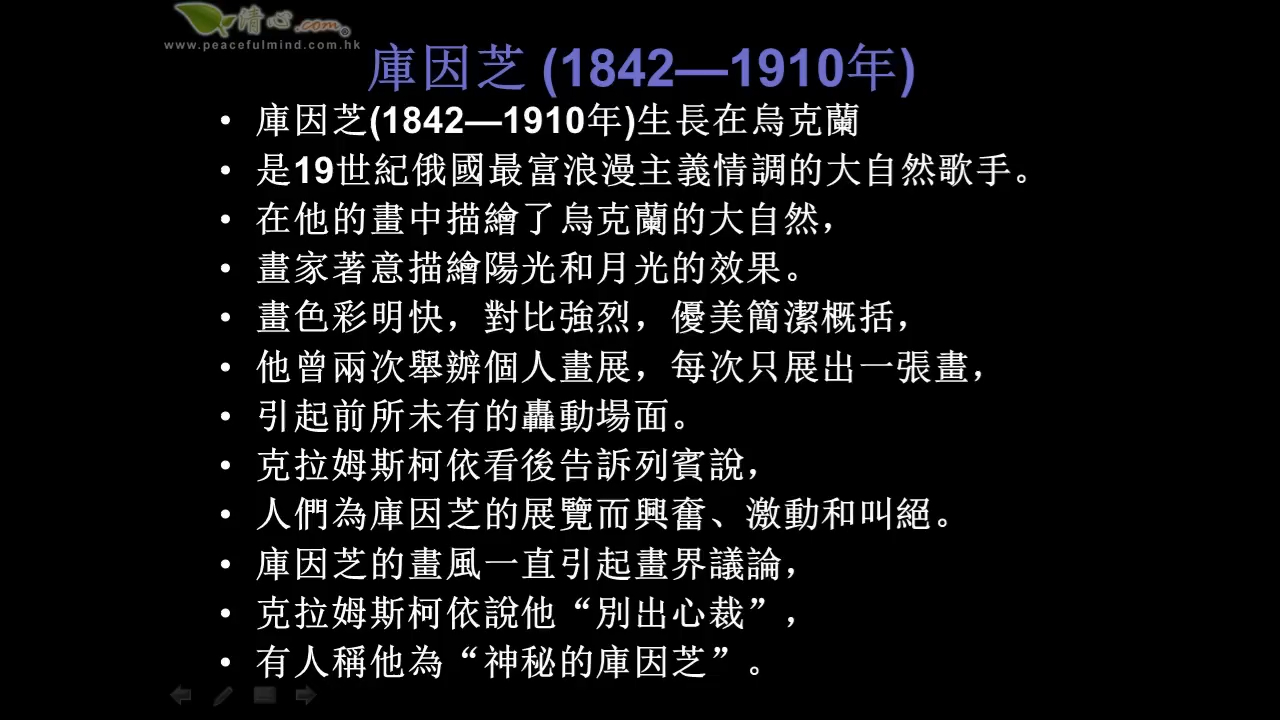 清心.com
www.peacefulmind.com.hk
庫因芝 (1842—1910年)
• 庫因芝(1842—1910年)生長在烏克蘭
• 是19世紀俄國最富浪漫主義情調的大自然歌手。
• 在他的畫中描繪了烏克蘭的大自然，
• 畫家著意描繪陽光和月光的效果。
• 畫色彩明快，對比強烈，優美簡潔概括，
• 他曾兩次舉辦個人畫展，每次只展出一張畫，
• 引起前所未有的轟動場面。
• 克拉姆斯柯依看後告訴列賓說，
• 人們為庫因芝的展覽而興奮、激動和叫絕。
• 庫因芝的畫風一直引起畫界議論，
• 克拉姆斯柯依說他“別出心裁”，
• 有人稱他為“神秘的庫因芝”。